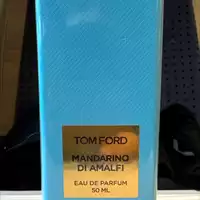 TOM FORD
MANDARINO
DI AMALFI
EAU DE PARFUM
50 ML